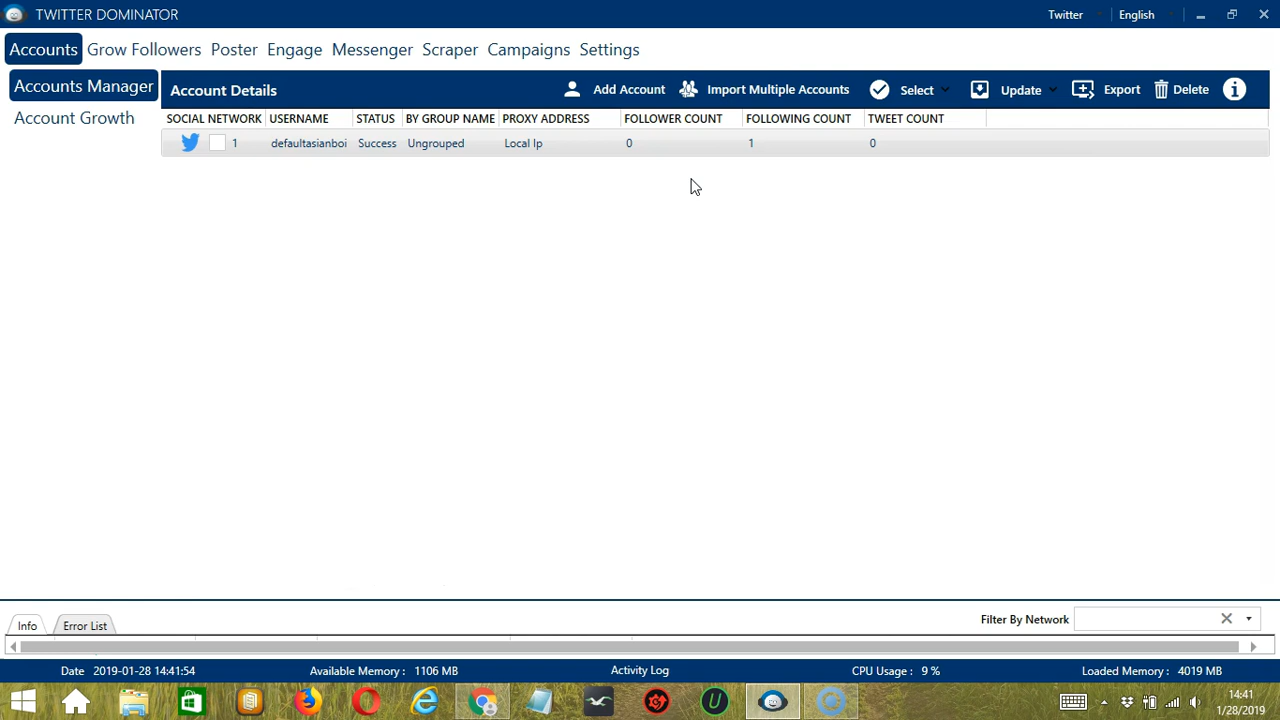 TWITTER DOMINATOR
Twitter English
Accounts Grow Followers Poster Engage Messenger Scraper Campaigns Settings
Accounts Manager
Account Growth
Account Details
Add Account Import Multiple Accounts Select Update Export Delete
SOCIAL NETWORK USERNAME STATUS BY GROUP NAME PROXY ADDRESS FOLLOWER COUNT FOLLOWING COUNT TWEET COUNT
1 defaultasianboi Success Ungrouped Local Ip 0 1 0
Info Error List
Filter By Network
Date 2019-01-28 14:41:54 Available Memory : 1106 MB Activity Log CPU Usage : 9 % Loaded Memory : 4019 MB
14:41
1/28/2019